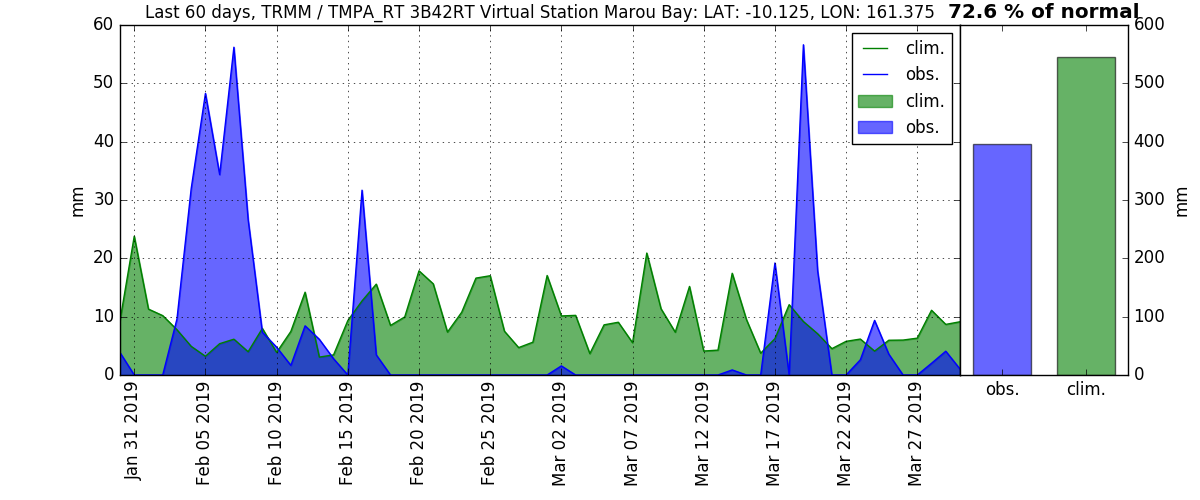 Last 60 days, TRMM / TMPA_RT 3B42RT Virtual Station Marou Bay: LAT: -10.125, LON: 161.375 72.6 % of normal
60
50
40
30
20
10
0
mm
clim.
obs.
clim.
obs.
600
500
400
300
200
100
0
mm
Jan 31 2019
Feb 05 2019
Feb 10 2019
Feb 15 2019
Feb 20 2019
Feb 25 2019
Mar 02 2019
Mar 07 2019
Mar 12 2019
Mar 17 2019
Mar 22 2019
Mar 27 2019
obs.
clim.